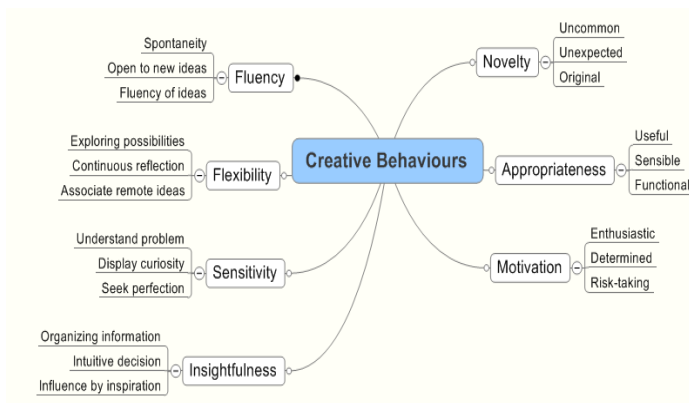 Creative Behaviours
Fluency
Spontaneity
Open to new ideas
Fluency of ideas
Flexibility
Exploring possibilities
Continuous reflection
Associate remote ideas
Sensitivity
Understand problem
Display curiosity
Seek perfection
Insightfulness
Organizing information
Intuitive decision
Influence by inspiration
Novelty
Uncommon
Unexpected
Original
Appropriateness
Useful
Sensible
Functional
Motivation
Enthusiastic
Determined
Risk-taking